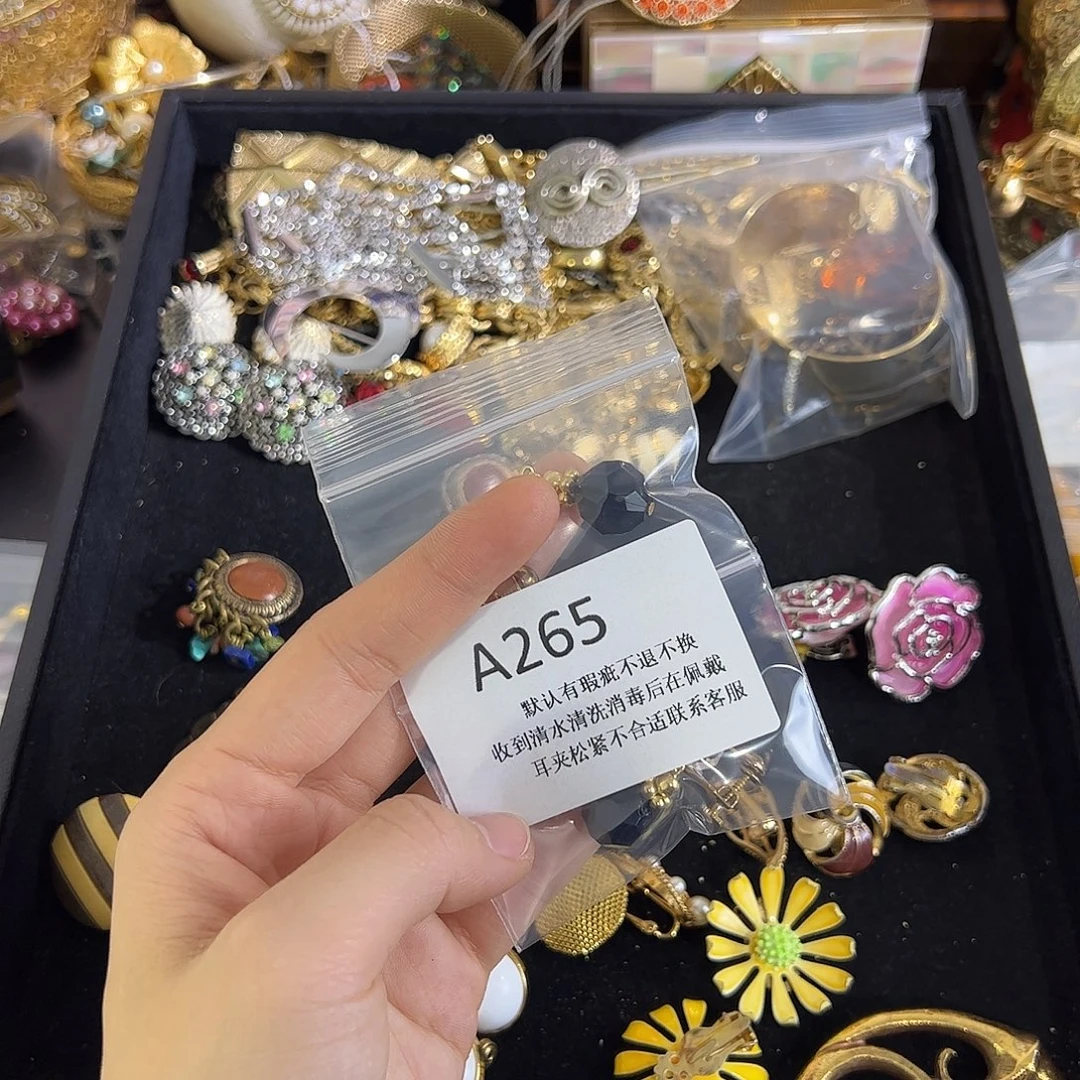 A265
默认有瑕疵不退不换
收到清水清洗消毒后在佩戴
耳夹松紧不合适联系客服